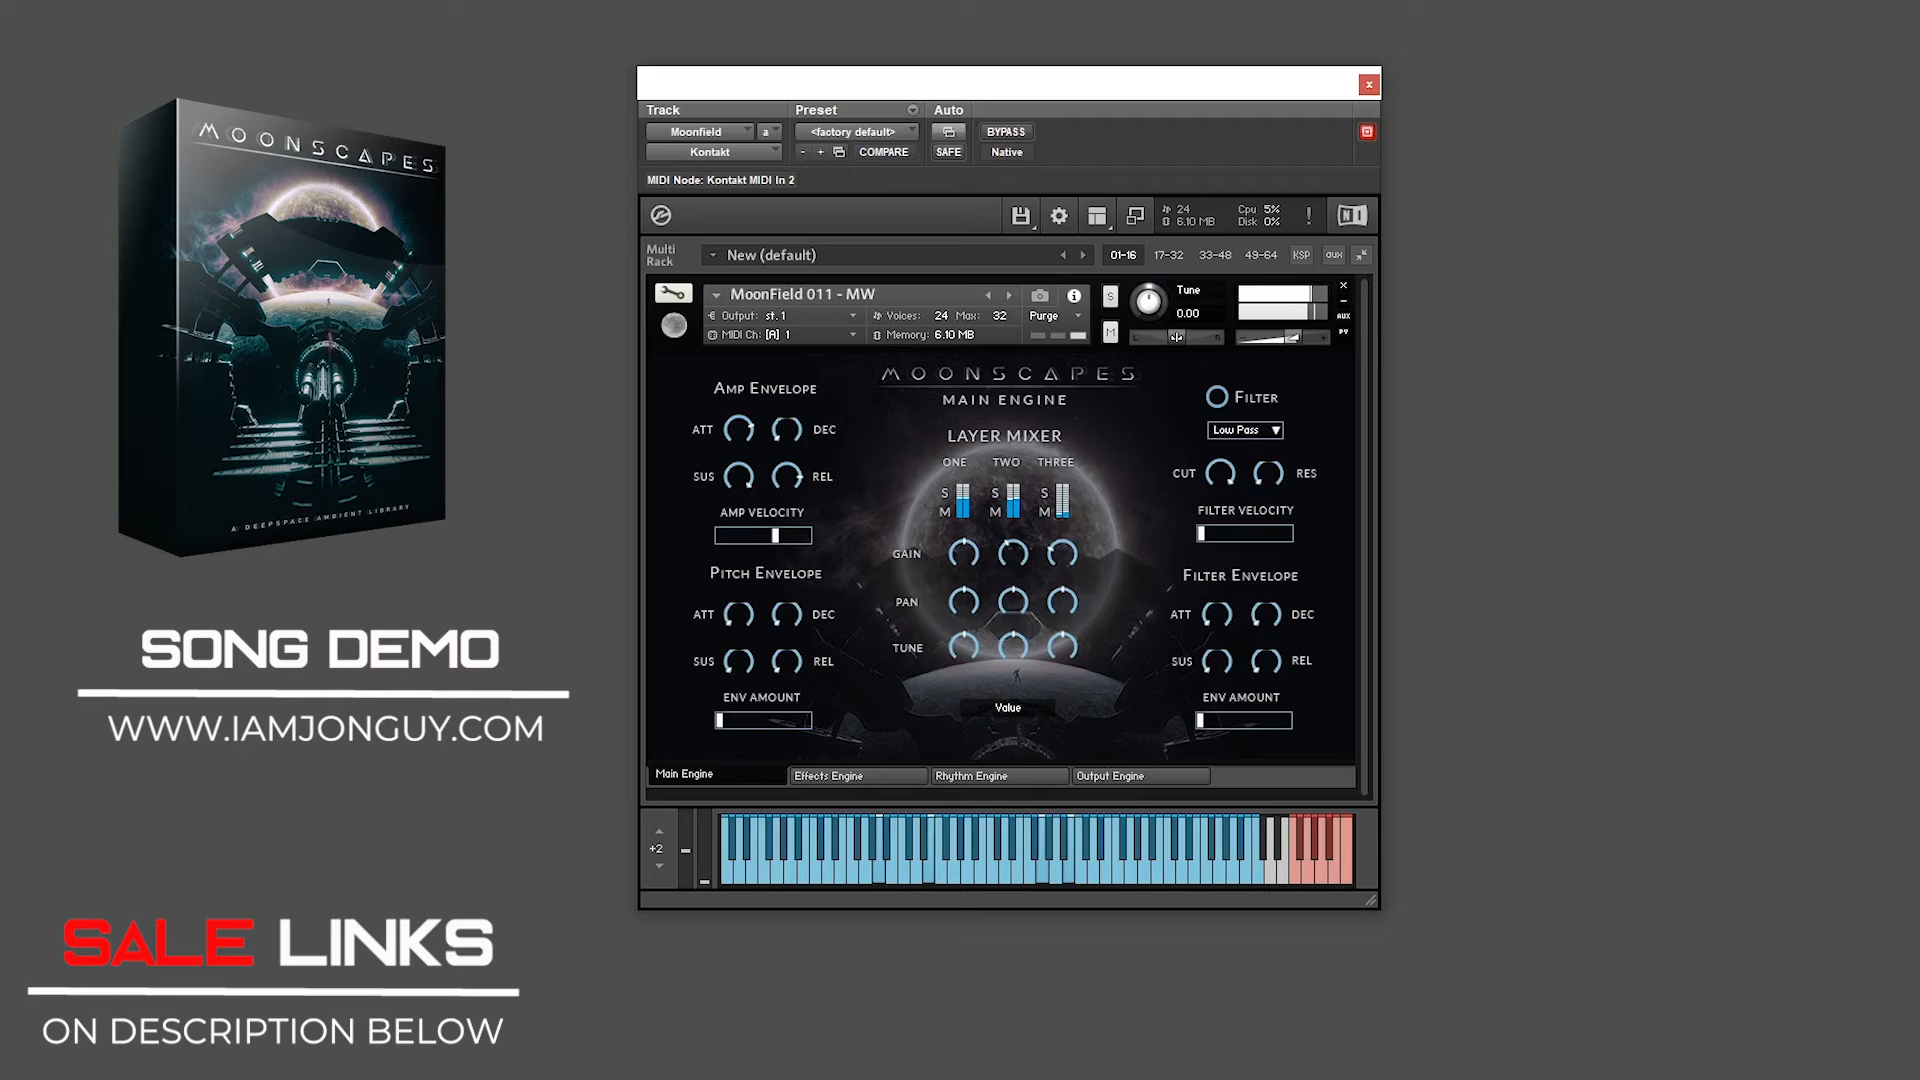 MOONSCAPES
A DEEPSPACE AMBIENT LIBRARY
SONG DEMO
WWW.IAMJONGUY.COM
SALE LINKS
ON DESCRIPTION BELOW
x
Track
Preset
Auto
Moonfield
a
<factory default>
BYPASS
Kontakt
- +
COMPARE
SAFE
Native
MIDI Node: Kontakt MIDI In 2
24
6.10 MB
Cpu 5%
Disk 0%
!
Multi
Rack
New (default)
01-16
17-32
33-48
49-64
KSP
aux
MoonField 011 - MW
Output: st.1
Voices: 24 Max: 32
Purge
MIDI Ch: [A] 1
Memory: 6.10 MB
S
M
Tune
0.00
L
R
-
+
x
-
AUX
PV
MOONSCAPES
MAIN ENGINE
AMP ENVELOPE
ATT
DEC
SUS
REL
AMP VELOCITY
PITCH ENVELOPE
ATT
DEC
SUS
REL
ENV AMOUNT
LAYER MIXER
ONE TWO THREE
S S S
M M M
GAIN
PAN
TUNE
Value
FILTER
Low Pass
CUT
RES
FILTER VELOCITY
FILTER ENVELOPE
ATT
DEC
SUS
REL
ENV AMOUNT
Main Engine
Effects Engine
Rhythm Engine
Output Engine
+2